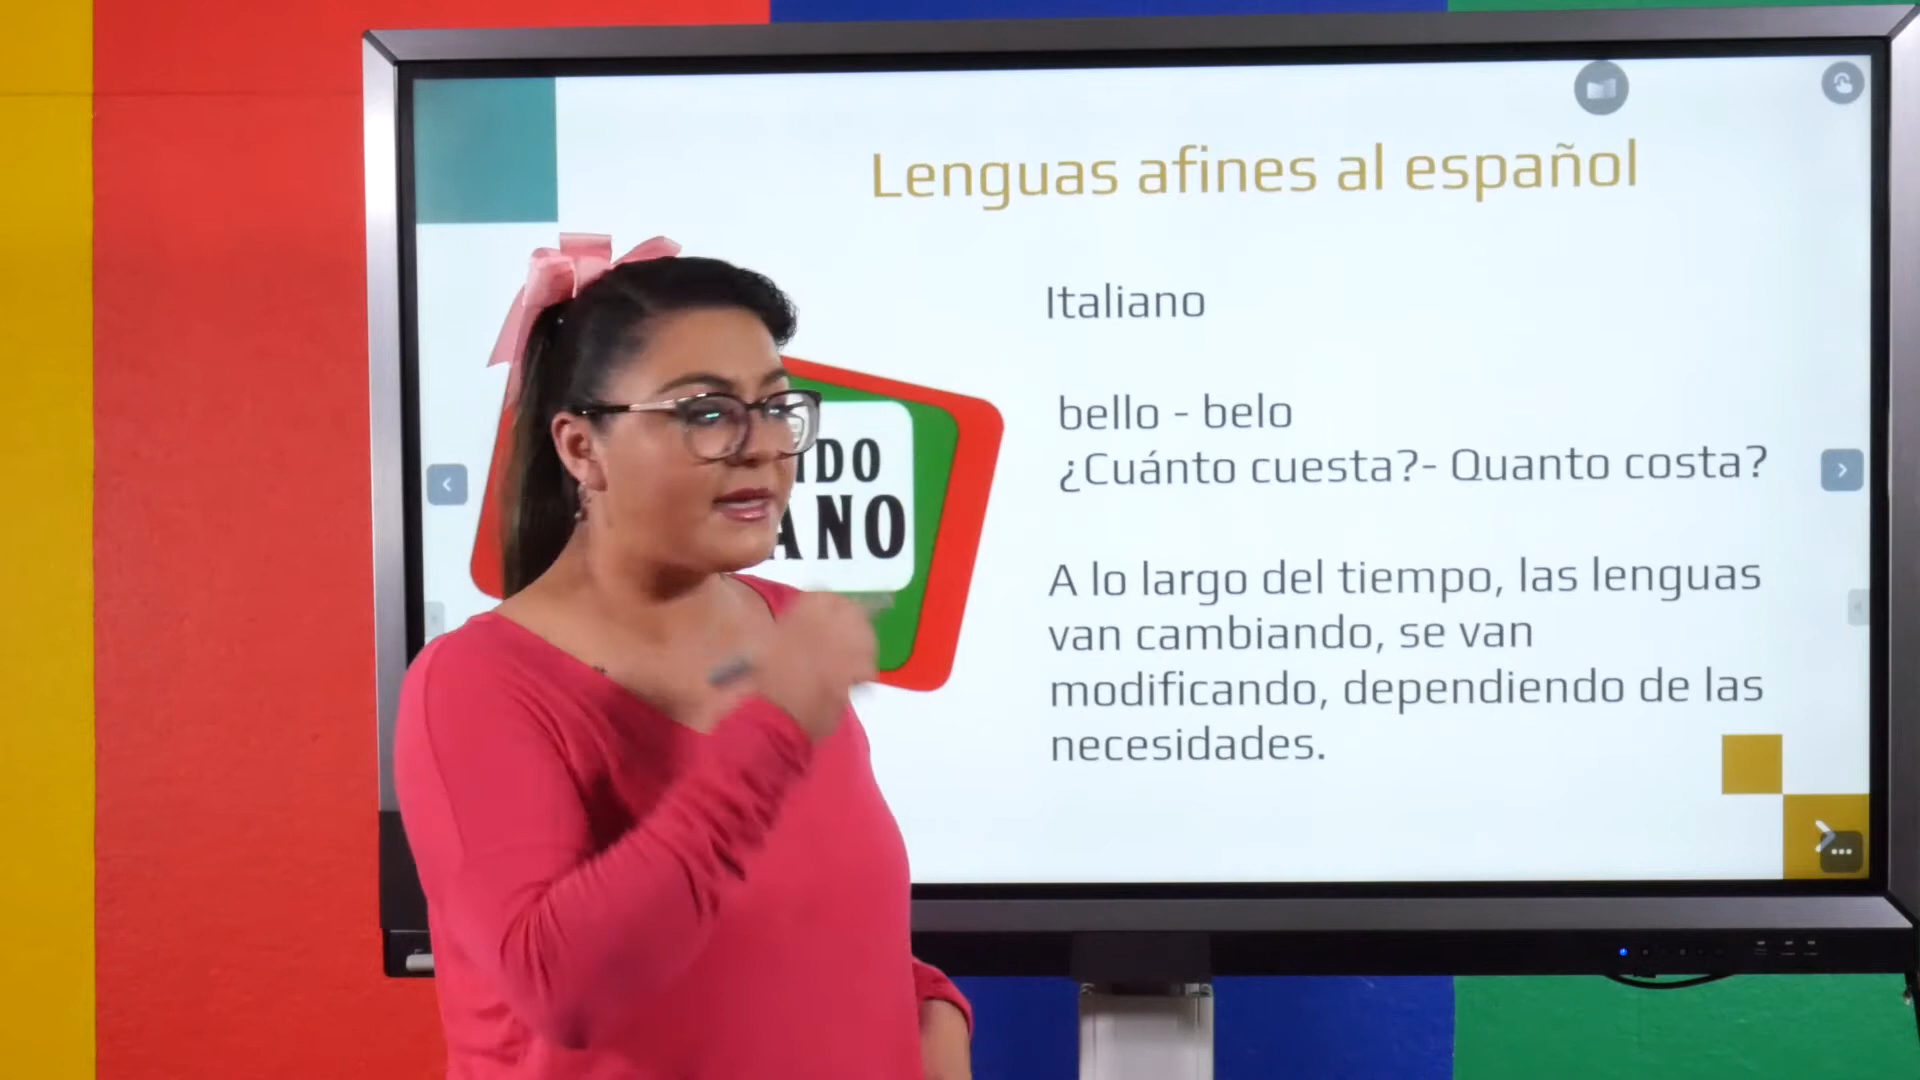 Lenguas afines al español
Italiano
bello - belo
¿Cuánto cuesta?- Quanto costa?
A lo largo del tiempo, las lenguas
van cambiando, se van
modificando, dependiendo de las
necesidades.